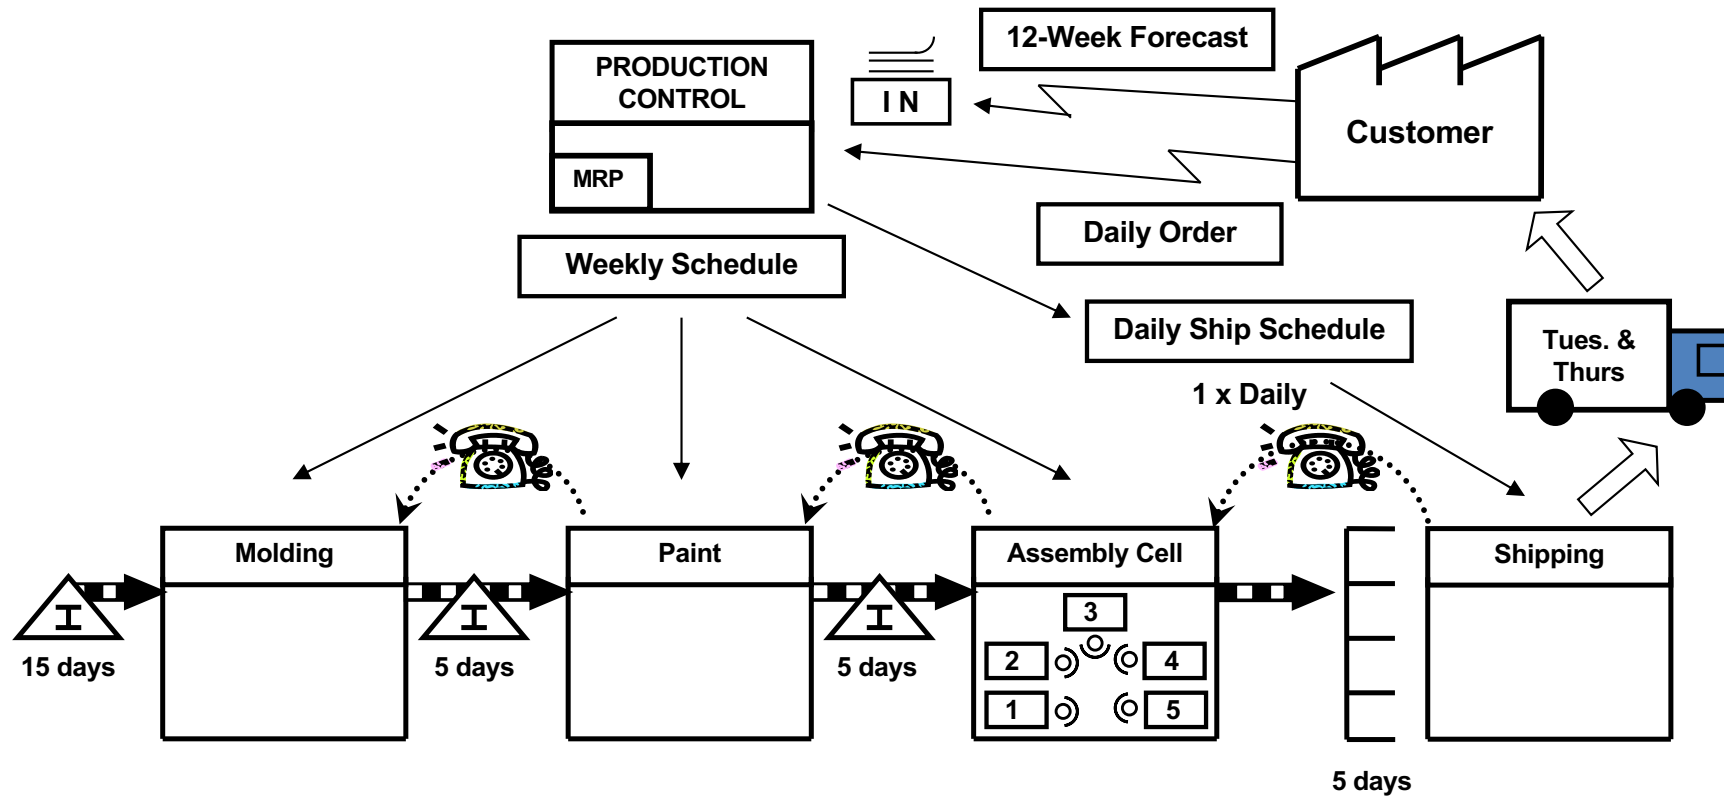 12-Week Forecast
PRODUCTION
CONTROL
I N
Customer
MRP
Daily Order
Weekly Schedule
Daily Ship Schedule
Tues. &
Thurs
1 x Daily
Molding
Paint
Assembly Cell
Shipping
I
I
I
3
2
4
1
5
15 days
5 days
5 days
5 days